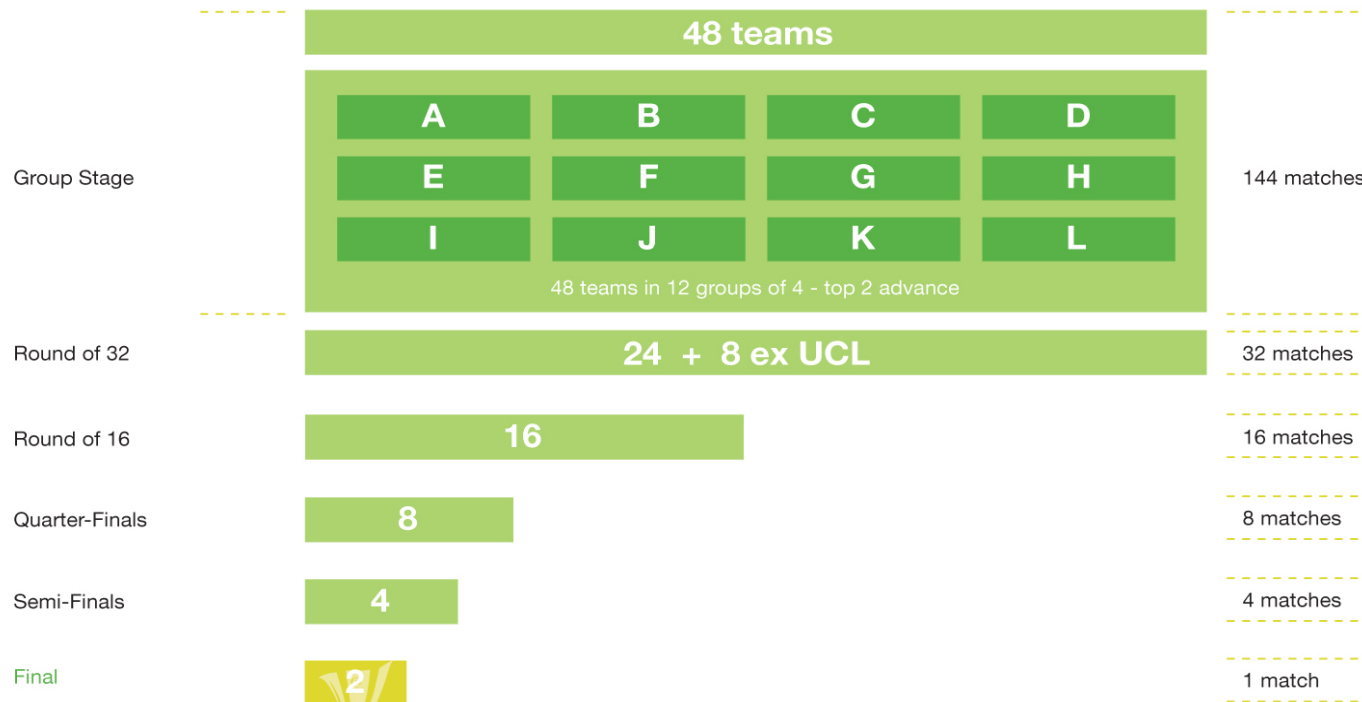 48 teams
A B C D
Group Stage E F G H 144 matches
I J K L
48 teams in 12 groups of 4 - top 2 advance
Round of 32 24 + 8 ex UCL 32 matches
Round of 16 16 16 matches
Quarter-Finals 8 8 matches
Semi-Finals 4 4 matches
Final 2 1 match